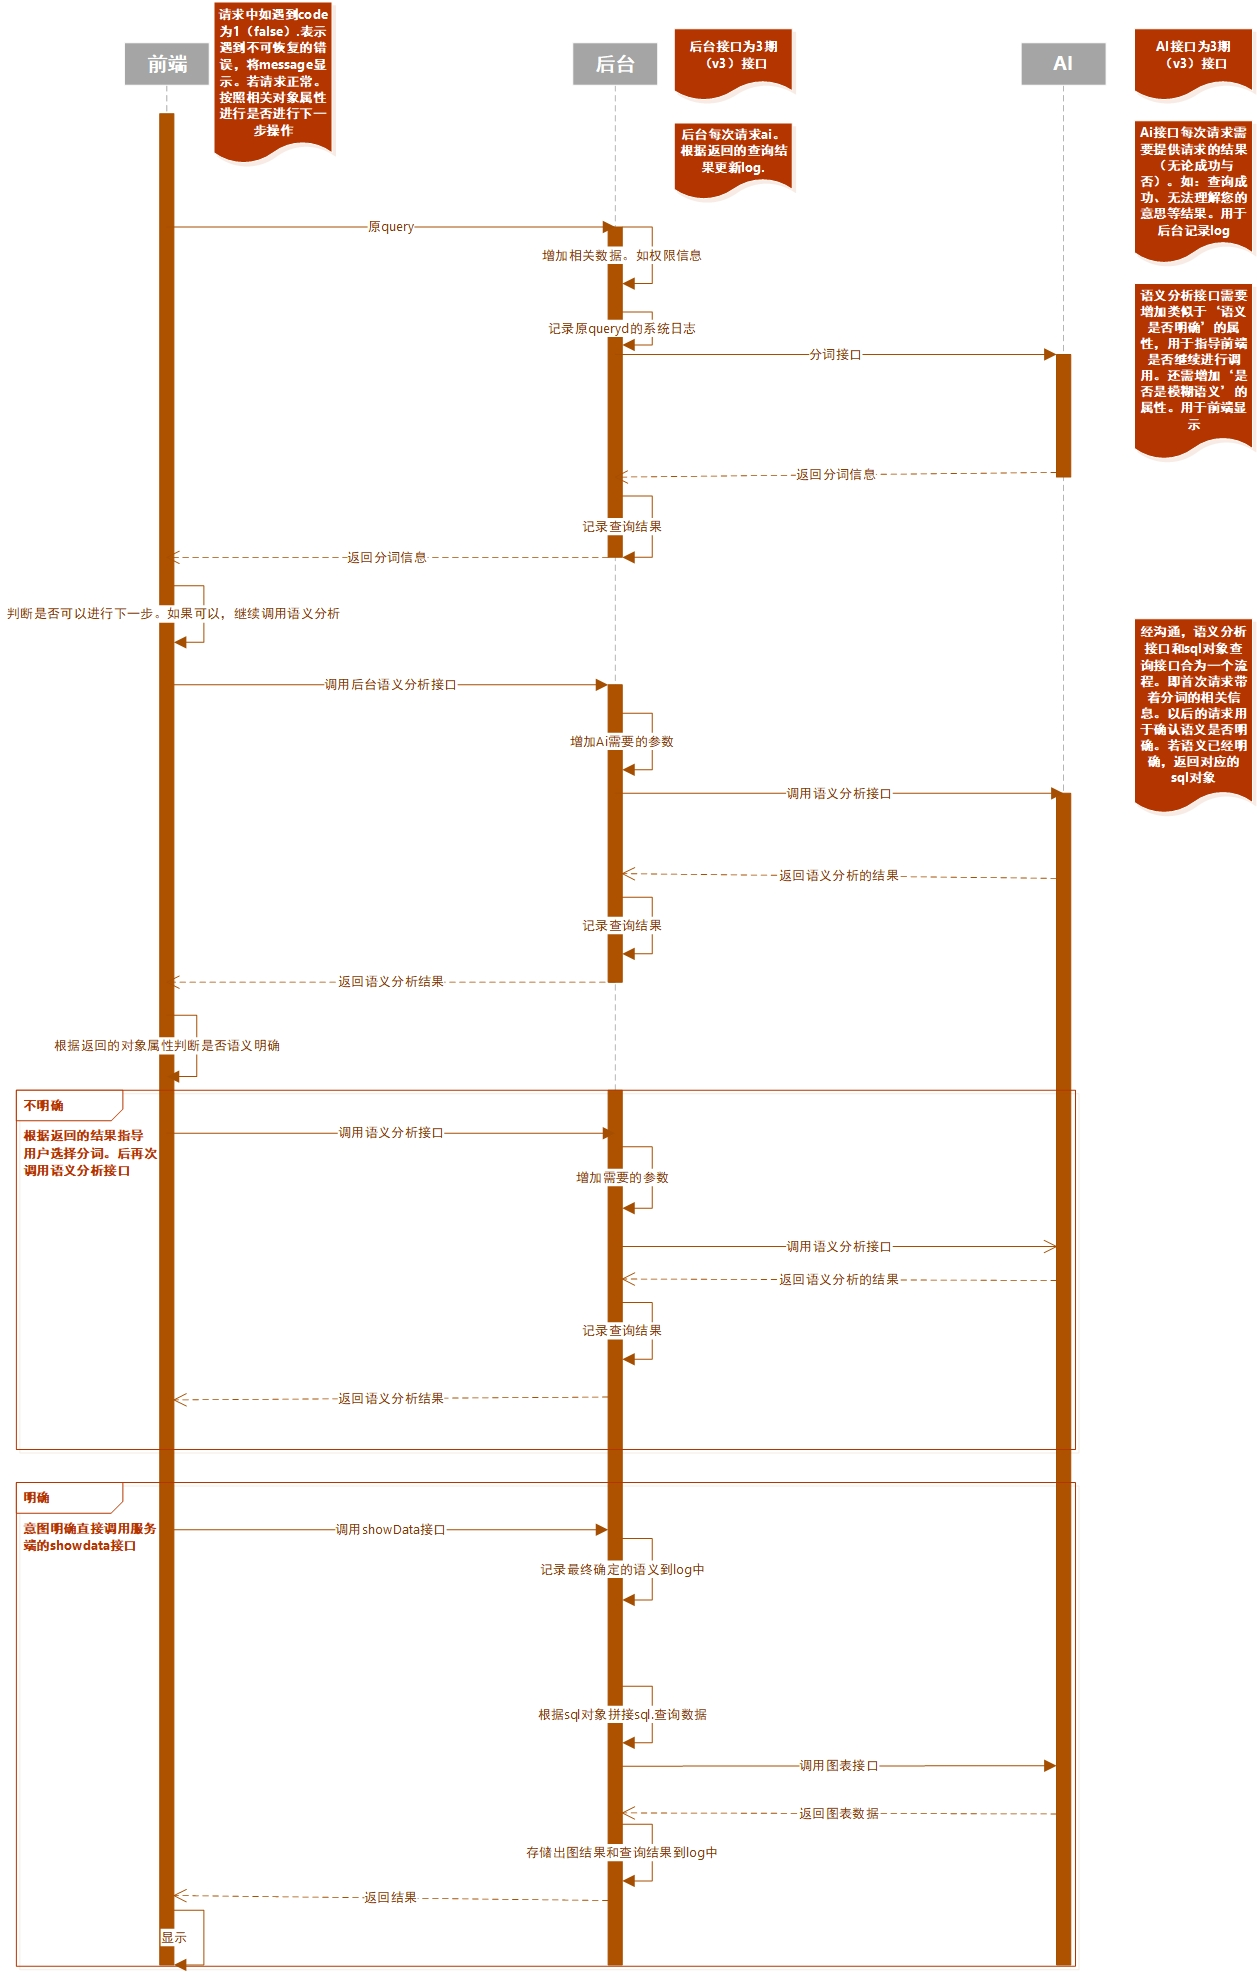 请求中如遇到code
为1（false）.表示
遇到不可恢复的错
误，将message显
示。若请求正常。
按照相关对象属性
进行是否进行下一
步操作
前端
后台
后台接口为3期
（v3）接口
AI
AI接口为3期
（v3）接口
后台每次请求ai。
根据返回的查询结
果更新log.
Ai接口每次请求需
要提供请求的结果
（无论成功与
否）。如：查询成
功、无法理解您的
意思等结果。用于
后台记录log
原query
增加相关数据。如权限信息
语义分析接口需要
增加类似于‘语义
是否明确’的属
性，用于指导前端
是否继续进行调
用。还需增加‘是
否是模糊语义’的
属性。用于前端显
示
记录原queryd的系统日志
分词接口
返回分词信息
记录查询结果
返回分词信息
判断是否可以进行下一步。如果可以，继续调用语义分析
经沟通，语义分析
接口和sql对象查
询接口合为一个流
程。即首次请求带
着分词的相关信
息。以后的请求用
于确认语义是否明
确。若语义已经明
确，返回对应的
sql对象
调用后台语义分析接口
增加Ai需要的参数
调用语义分析接口
返回语义分析的结果
记录查询结果
返回语义分析结果
根据返回的对象属性判断是否语义明确
不明确
根据返回的结果指导
用户选择分词。后再次
调用语义分析接口
调用语义分析接口
增加需要的参数
调用语义分析接口
返回语义分析的结果
记录查询结果
返回语义分析结果
明确
意图明确直接调用服务
端的showdata接口
调用showData接口
记录最终确定的语义到log中
根据sql对象拼接sql.查询数据
调用图表接口
返回图表数据
存储出图结果和查询结果到log中
返回结果
显示